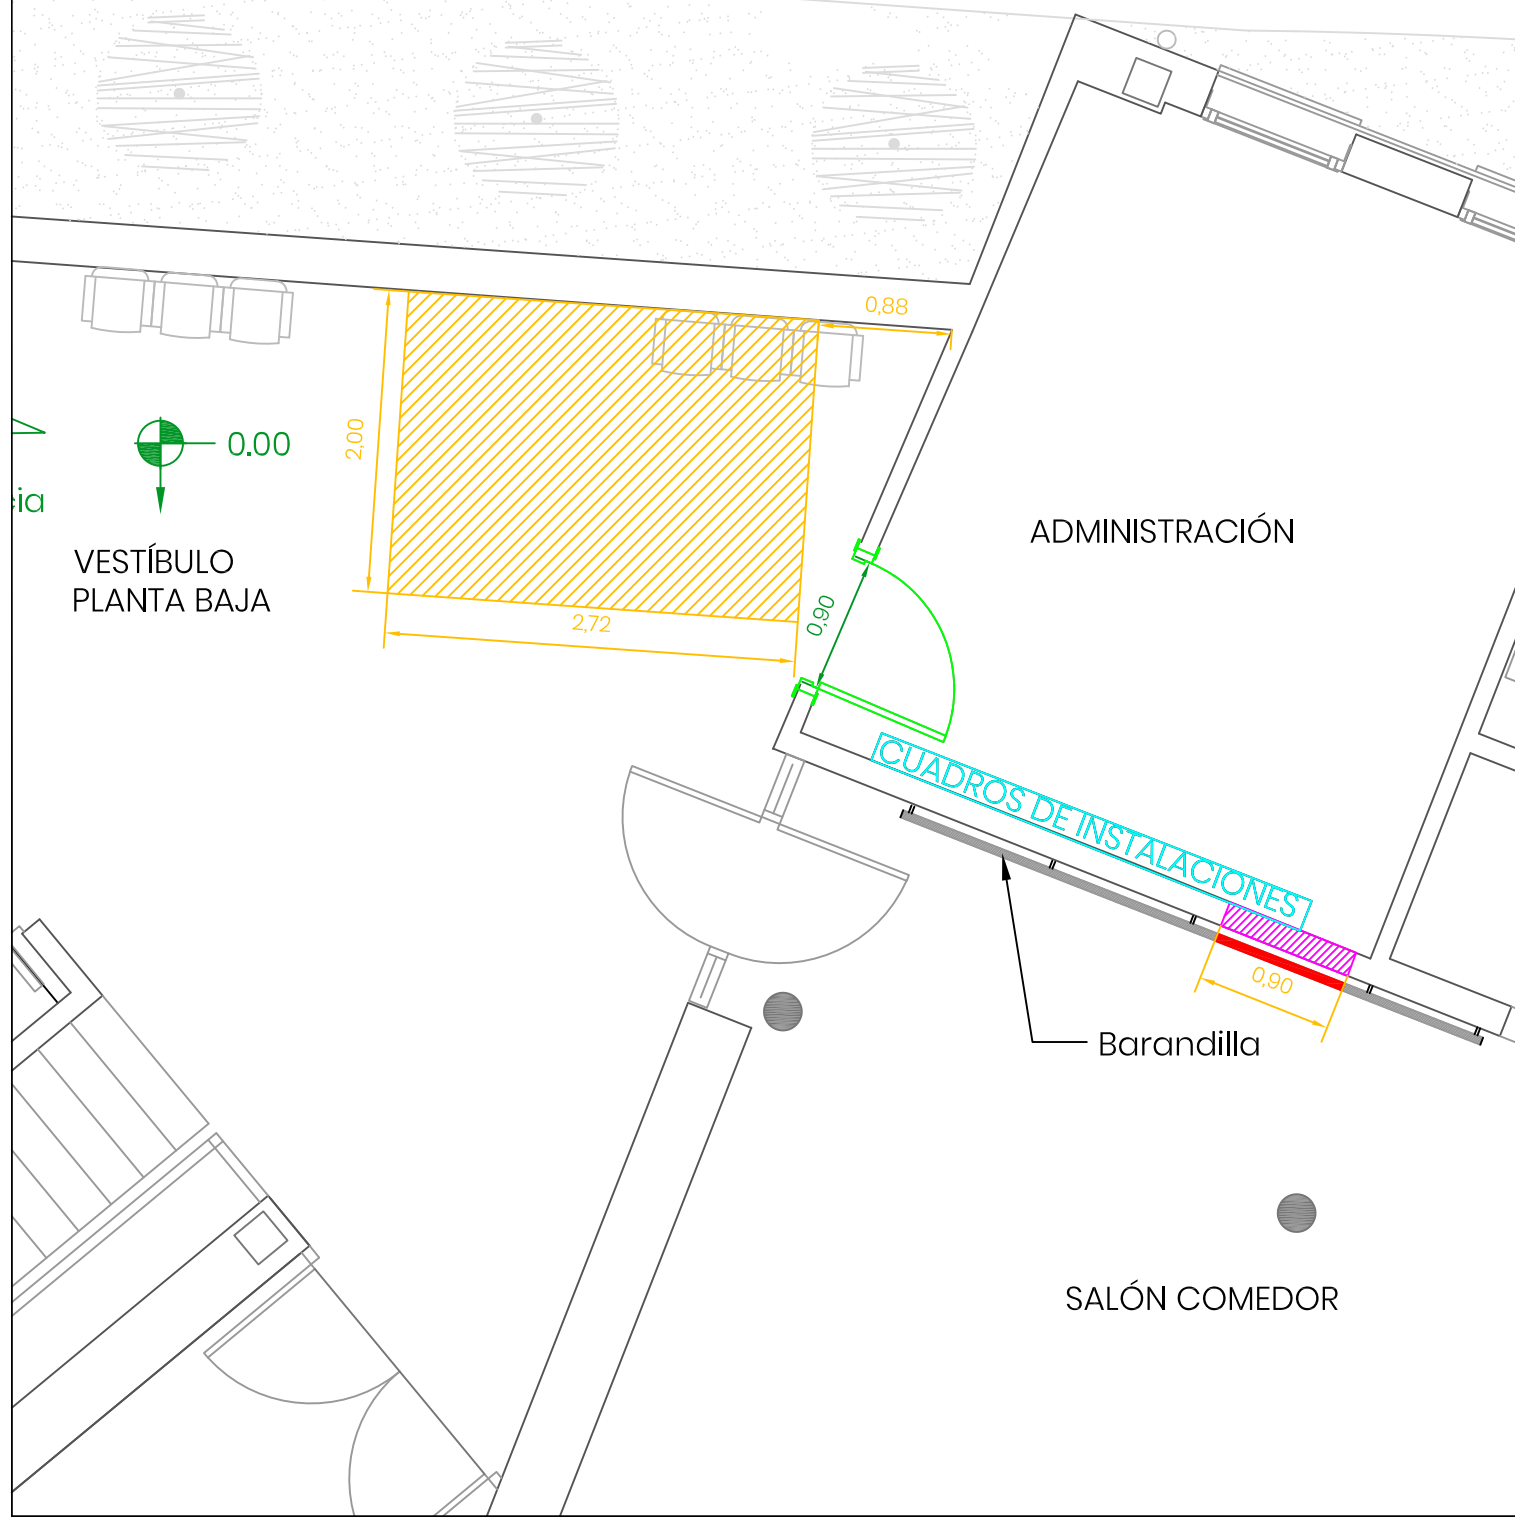 0,88
2,00
0.00
cia
VESTÍBULO
PLANTA BAJA
2,72
0,90
ADMINISTRACIÓN
CUADROS DE INSTALACIONES
0,90
Barandilla
SALÓN COMEDOR